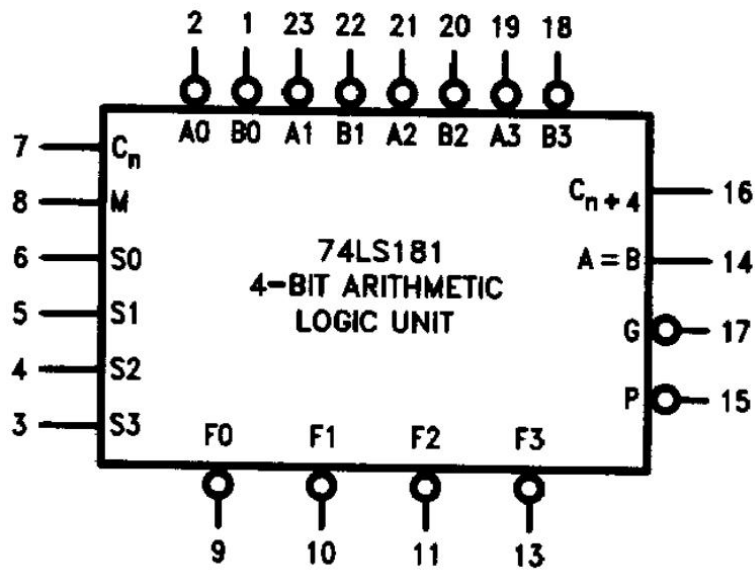 2 1 23 22 21 20 19 18
A0 B0 A1 B1 A2 B2 A3 B3
7 Cn
8 M
6 S0
5 S1
4 S2
3 S3
74LS181
4-BIT ARITHMETIC
LOGIC UNIT
Cn+4 16
A=B 14
G 17
P 15
F0 F1 F2 F3
9 10 11 13